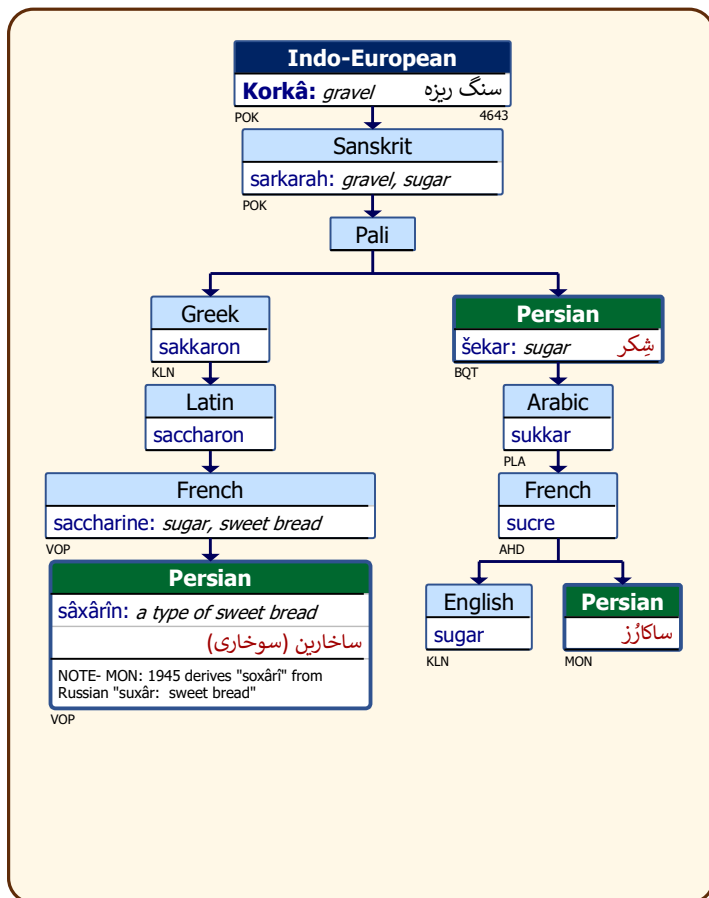 Indo-European
Korkâ: gravel سنگ ریزه
POK 4643
Sanskrit
sarkarah: gravel, sugar
POK
Pali
Greek
sakkaron
KLN
Latin
saccharon
French
saccharine: sugar, sweet bread
VOP
Persian
sâxârîn: a type of sweet bread
ساخارین (سوخاری)
NOTE- MON: 1945 derives "soxârî" from
Russian "suxâr: sweet bread"
VOP
Persian
šekar: sugar شِکر
BQT
Arabic
sukkar
PLA
French
sucre
AHD
English
sugar
KLN
Persian
ساکارُز
MON